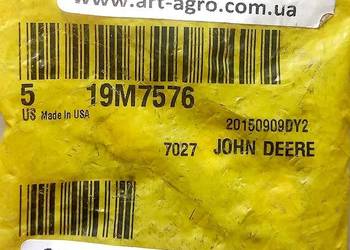 www.art-agro.com.ua
5 19M7576
US Made in USA
20150909DY2
7027 JOHN DEERE